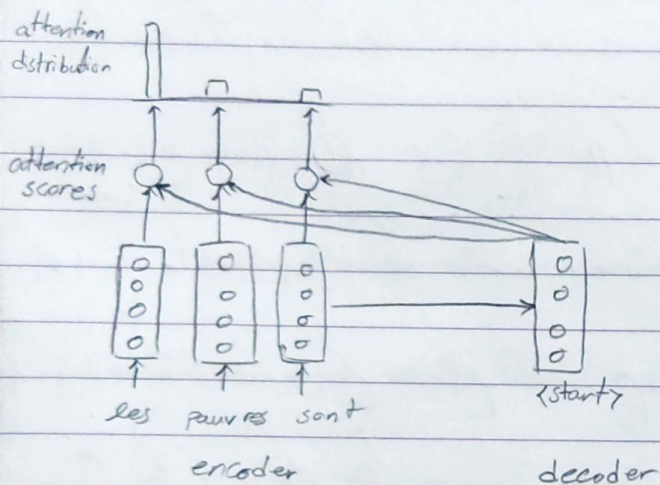 attention
distribution
attention
scores
les pauvres sont
<start>
encoder
decoder